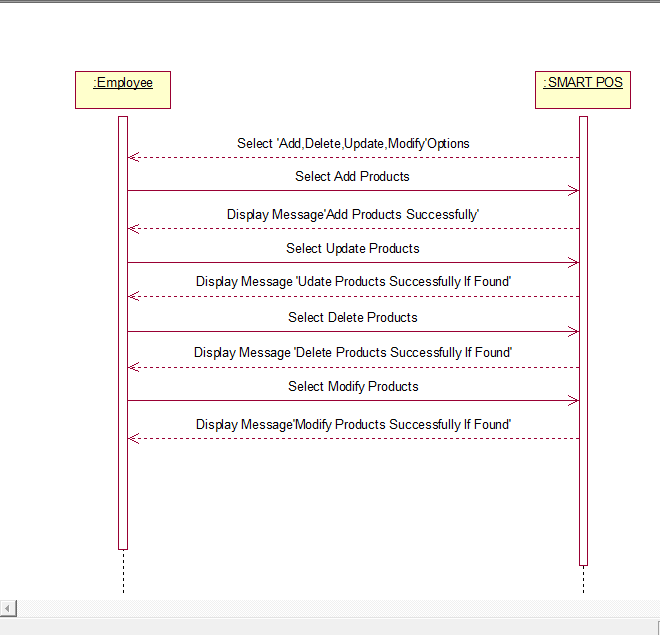 :Employee
:SMART POS
Select 'Add,Delete,Update,Modify'Options
Select Add Products
Display Message'Add Products Successfully'
Select Update Products
Display Message 'Udate Products Successfully If Found'
Select Delete Products
Display Message 'Delete Products Successfully If Found'
Select Modify Products
Display Message'Modify Products Successfully If Found'